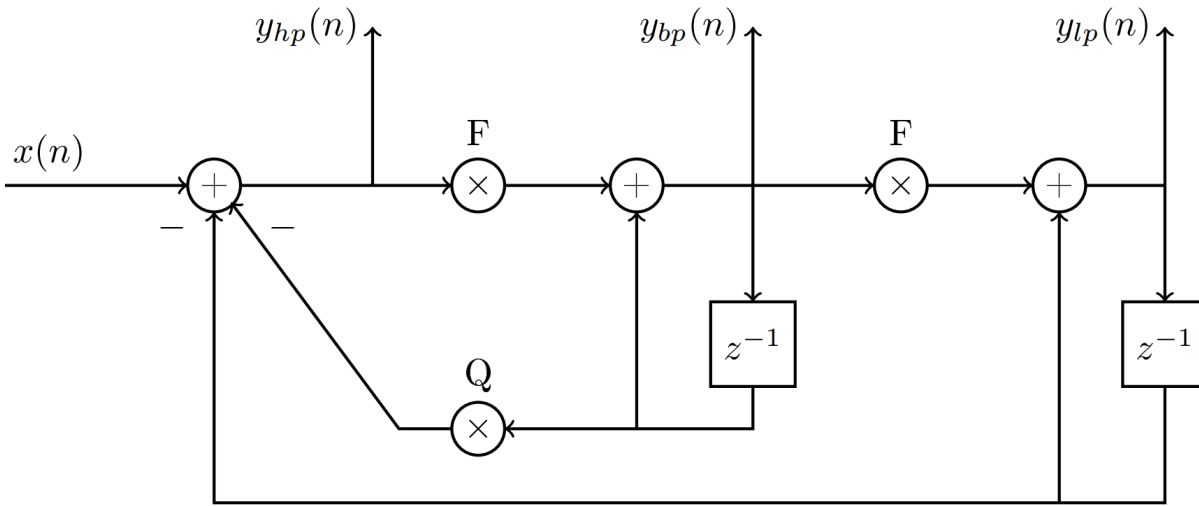 $y_{hp}(n)$ $y_{bp}(n)$ $y_{lp}(n)$
F F
$x(n)$
+ × + × +
− −
$z^{-1}$ $z^{-1}$
Q
×